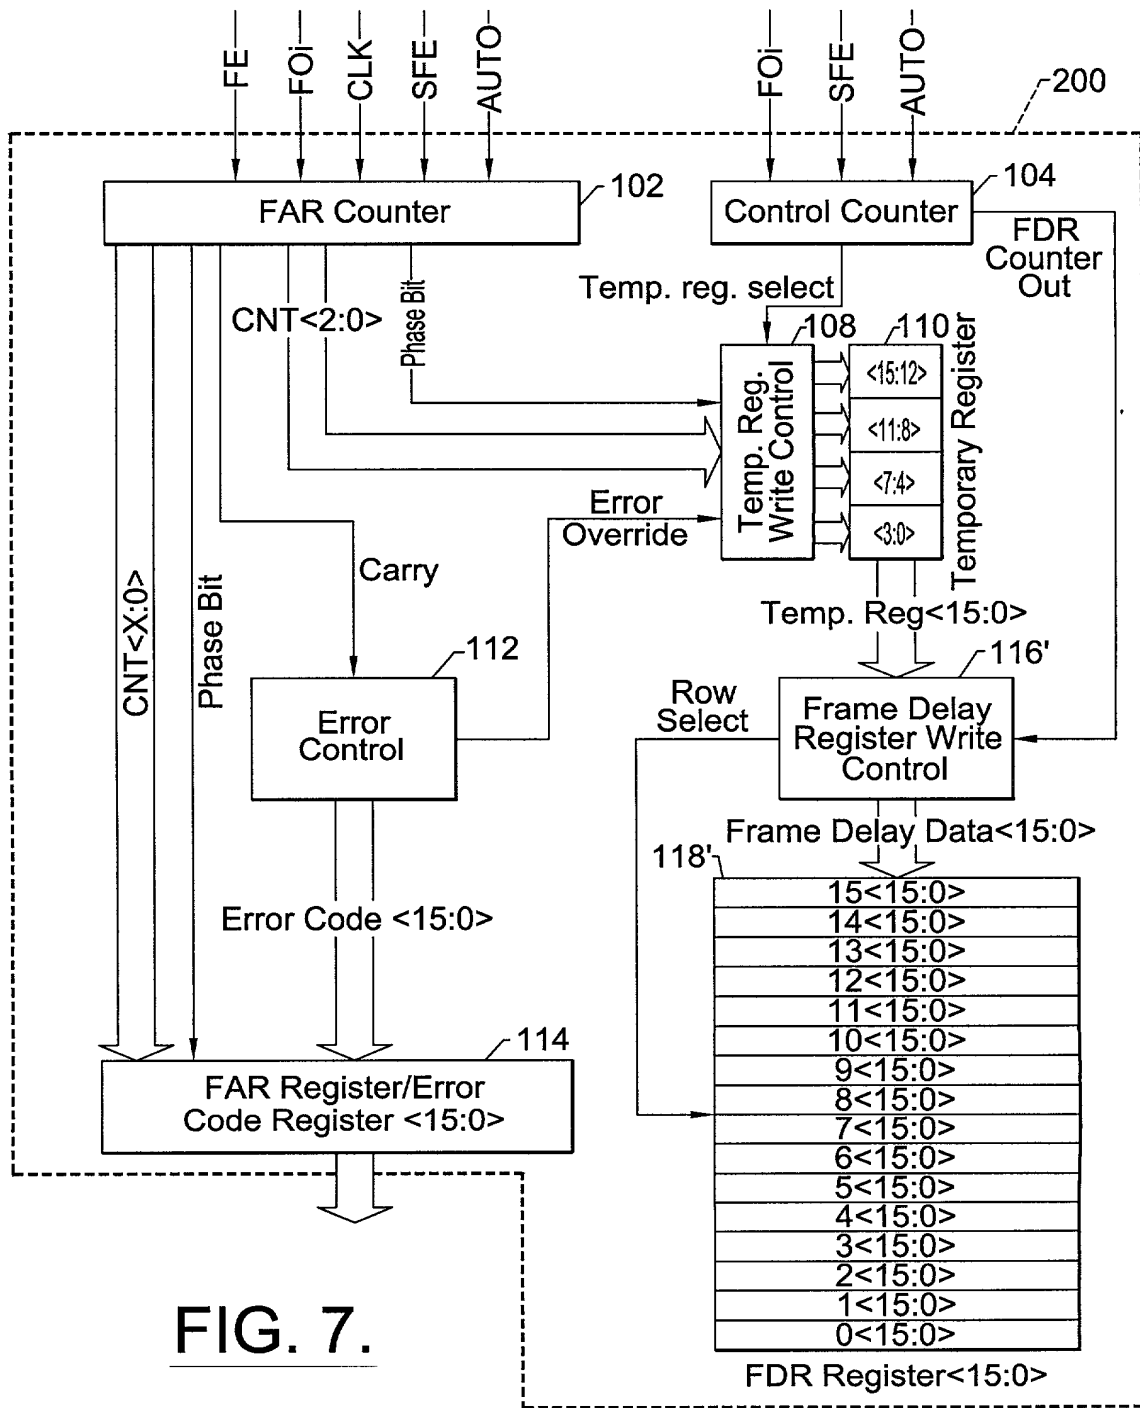 FE
FOi
CLK
SFE
AUTO
FOi
SFE
AUTO
200
102
FAR Counter
104
Control Counter
FDR
Counter
Out
Temp. reg. select
CNT<2:0>
Phase Bit
108
Temp. Reg.
Write Control
110
<15:12>
<11:8>
<7:4>
<3:0>
Temporary Register
Error
Override
Carry
CNT<X:0>
Phase Bit
Temp. Reg<15:0>
112
Error
Control
116'
Row
Select
Frame Delay
Register Write
Control
Frame Delay Data<15:0>
118'
Error Code <15:0>
15<15:0>
14<15:0>
13<15:0>
12<15:0>
11<15:0>
10<15:0>
9<15:0>
8<15:0>
7<15:0>
6<15:0>
5<15:0>
4<15:0>
3<15:0>
2<15:0>
1<15:0>
0<15:0>
FDR Register<15:0>
114
FAR Register/Error
Code Register <15:0>
FIG. 7.